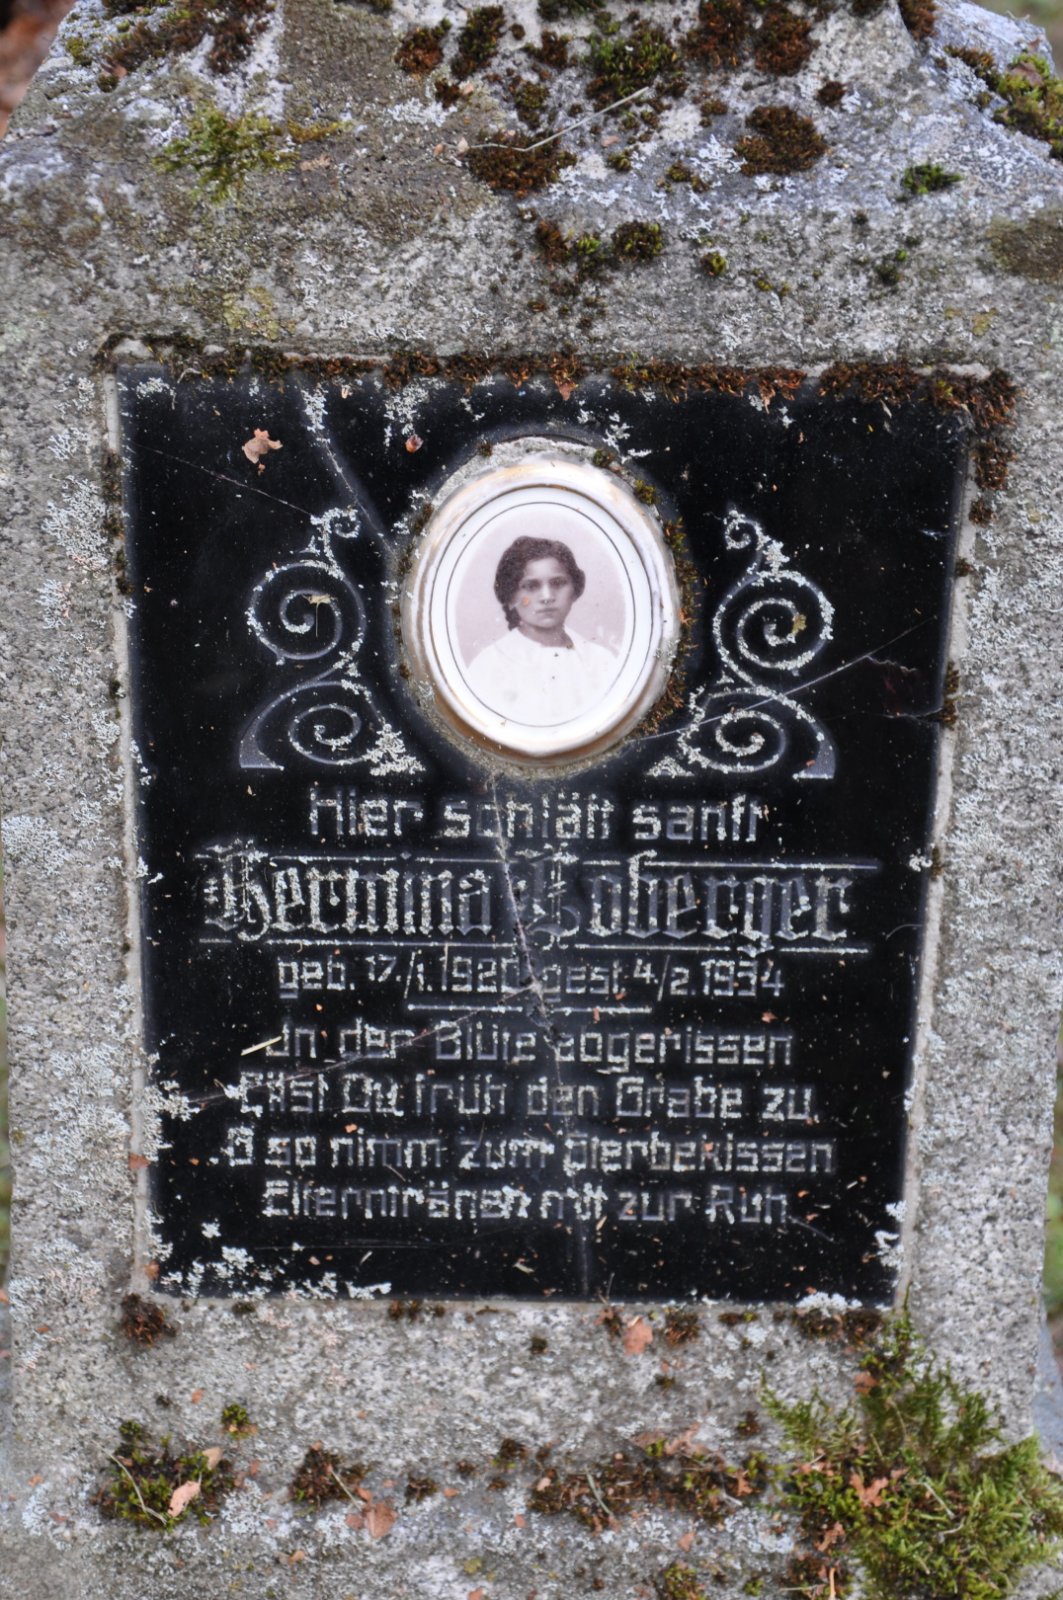 Hier schläft sanft
Hermina Loberger
geb. 17./1. 1920 gest. 4./2. 1934
In der Blüte abgerissen
Eilst Du früh dem Grabe zu.
O so nimm zum Sterbekissen
Elterntränen mit zur Ruh.